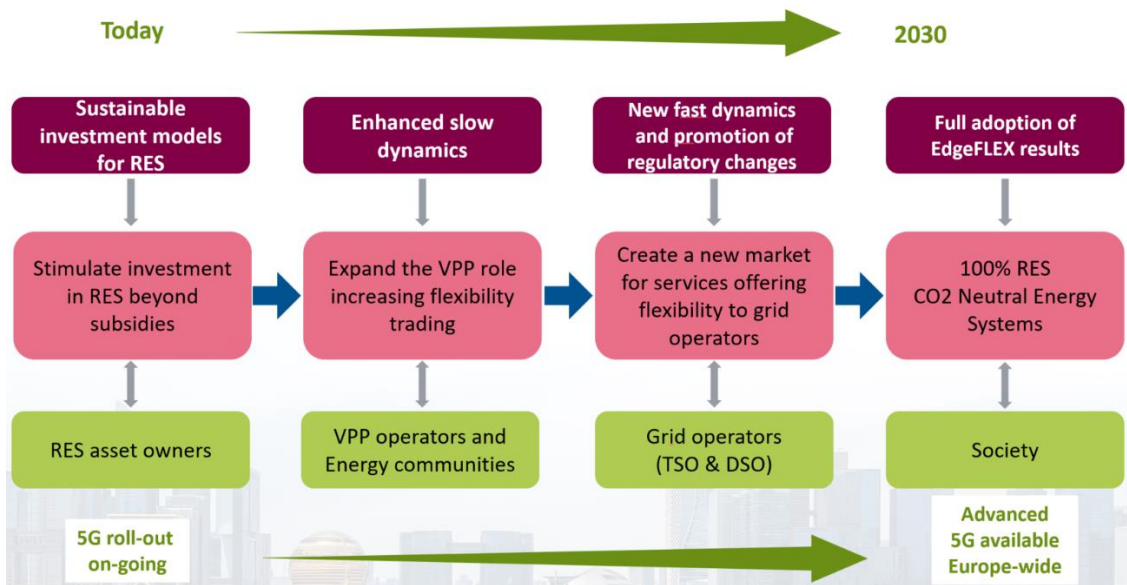 Today
2030
Sustainable
investment models
for RES
Enhanced slow
dynamics
New fast dynamics
and promotion of
regulatory changes
Full adoption of
EdgeFLEX results
Stimulate investment
in RES beyond
subsidies
Expand the VPP role
increasing flexibility
trading
Create a new market
for services offering
flexibility to grid
operators
100% RES
CO2 Neutral Energy
Systems
RES asset owners
VPP operators and
Energy communities
Grid operators
(TSO & DSO)
Society
5G roll-out
on-going
Advanced
5G available
Europe-wide